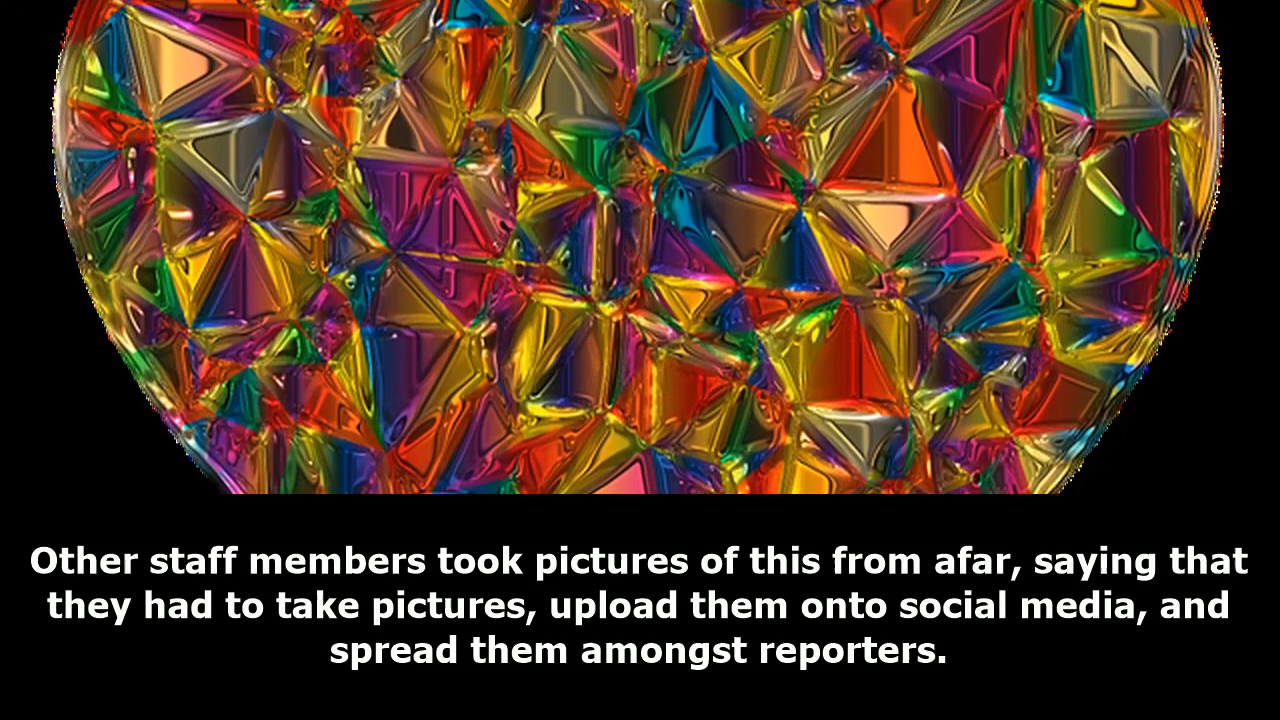 Other staff members took pictures of this from afar, saying that
they had to take pictures, upload them onto social media, and
spread them amongst reporters.